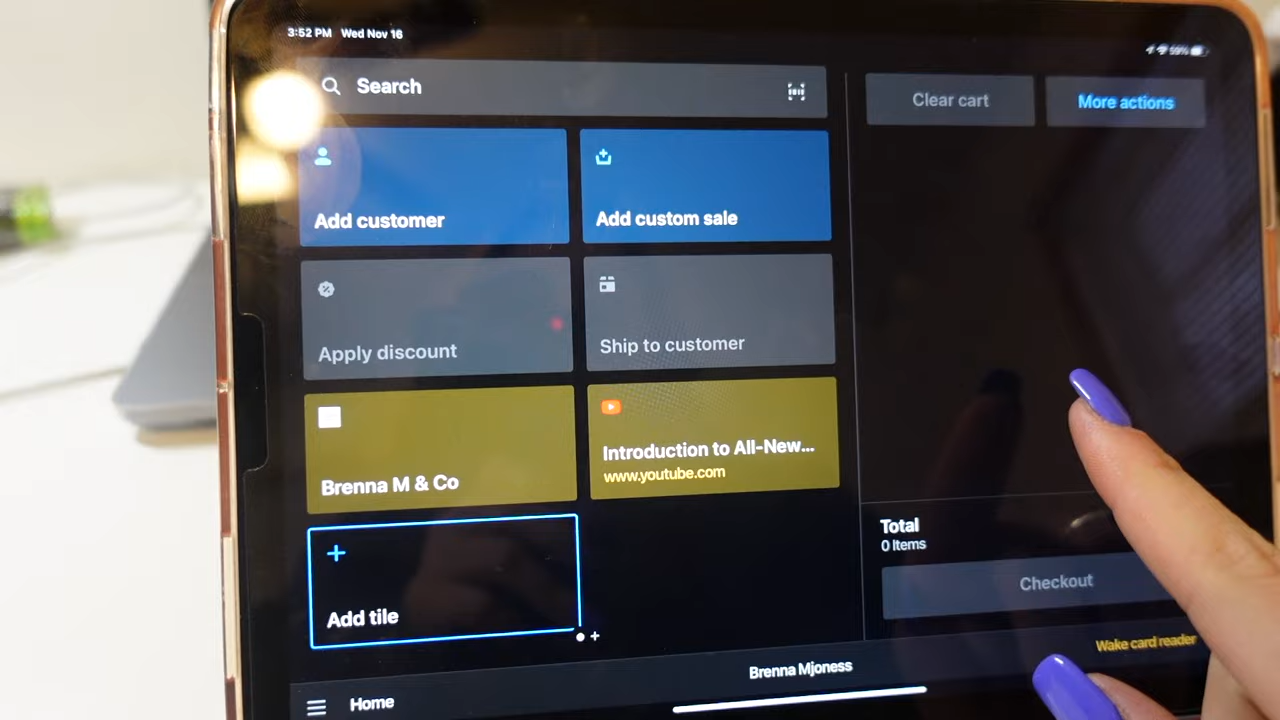 3:52 PM Wed Nov 16
59%
Search
Clear cart
More actions
Add customer
Add custom sale
Apply discount
Ship to customer
Brenna M & Co
Introduction to All-New...
www.youtube.com
Add tile
Total
0 Items
Checkout
Wake card reader
Brenna Mjoness
Home